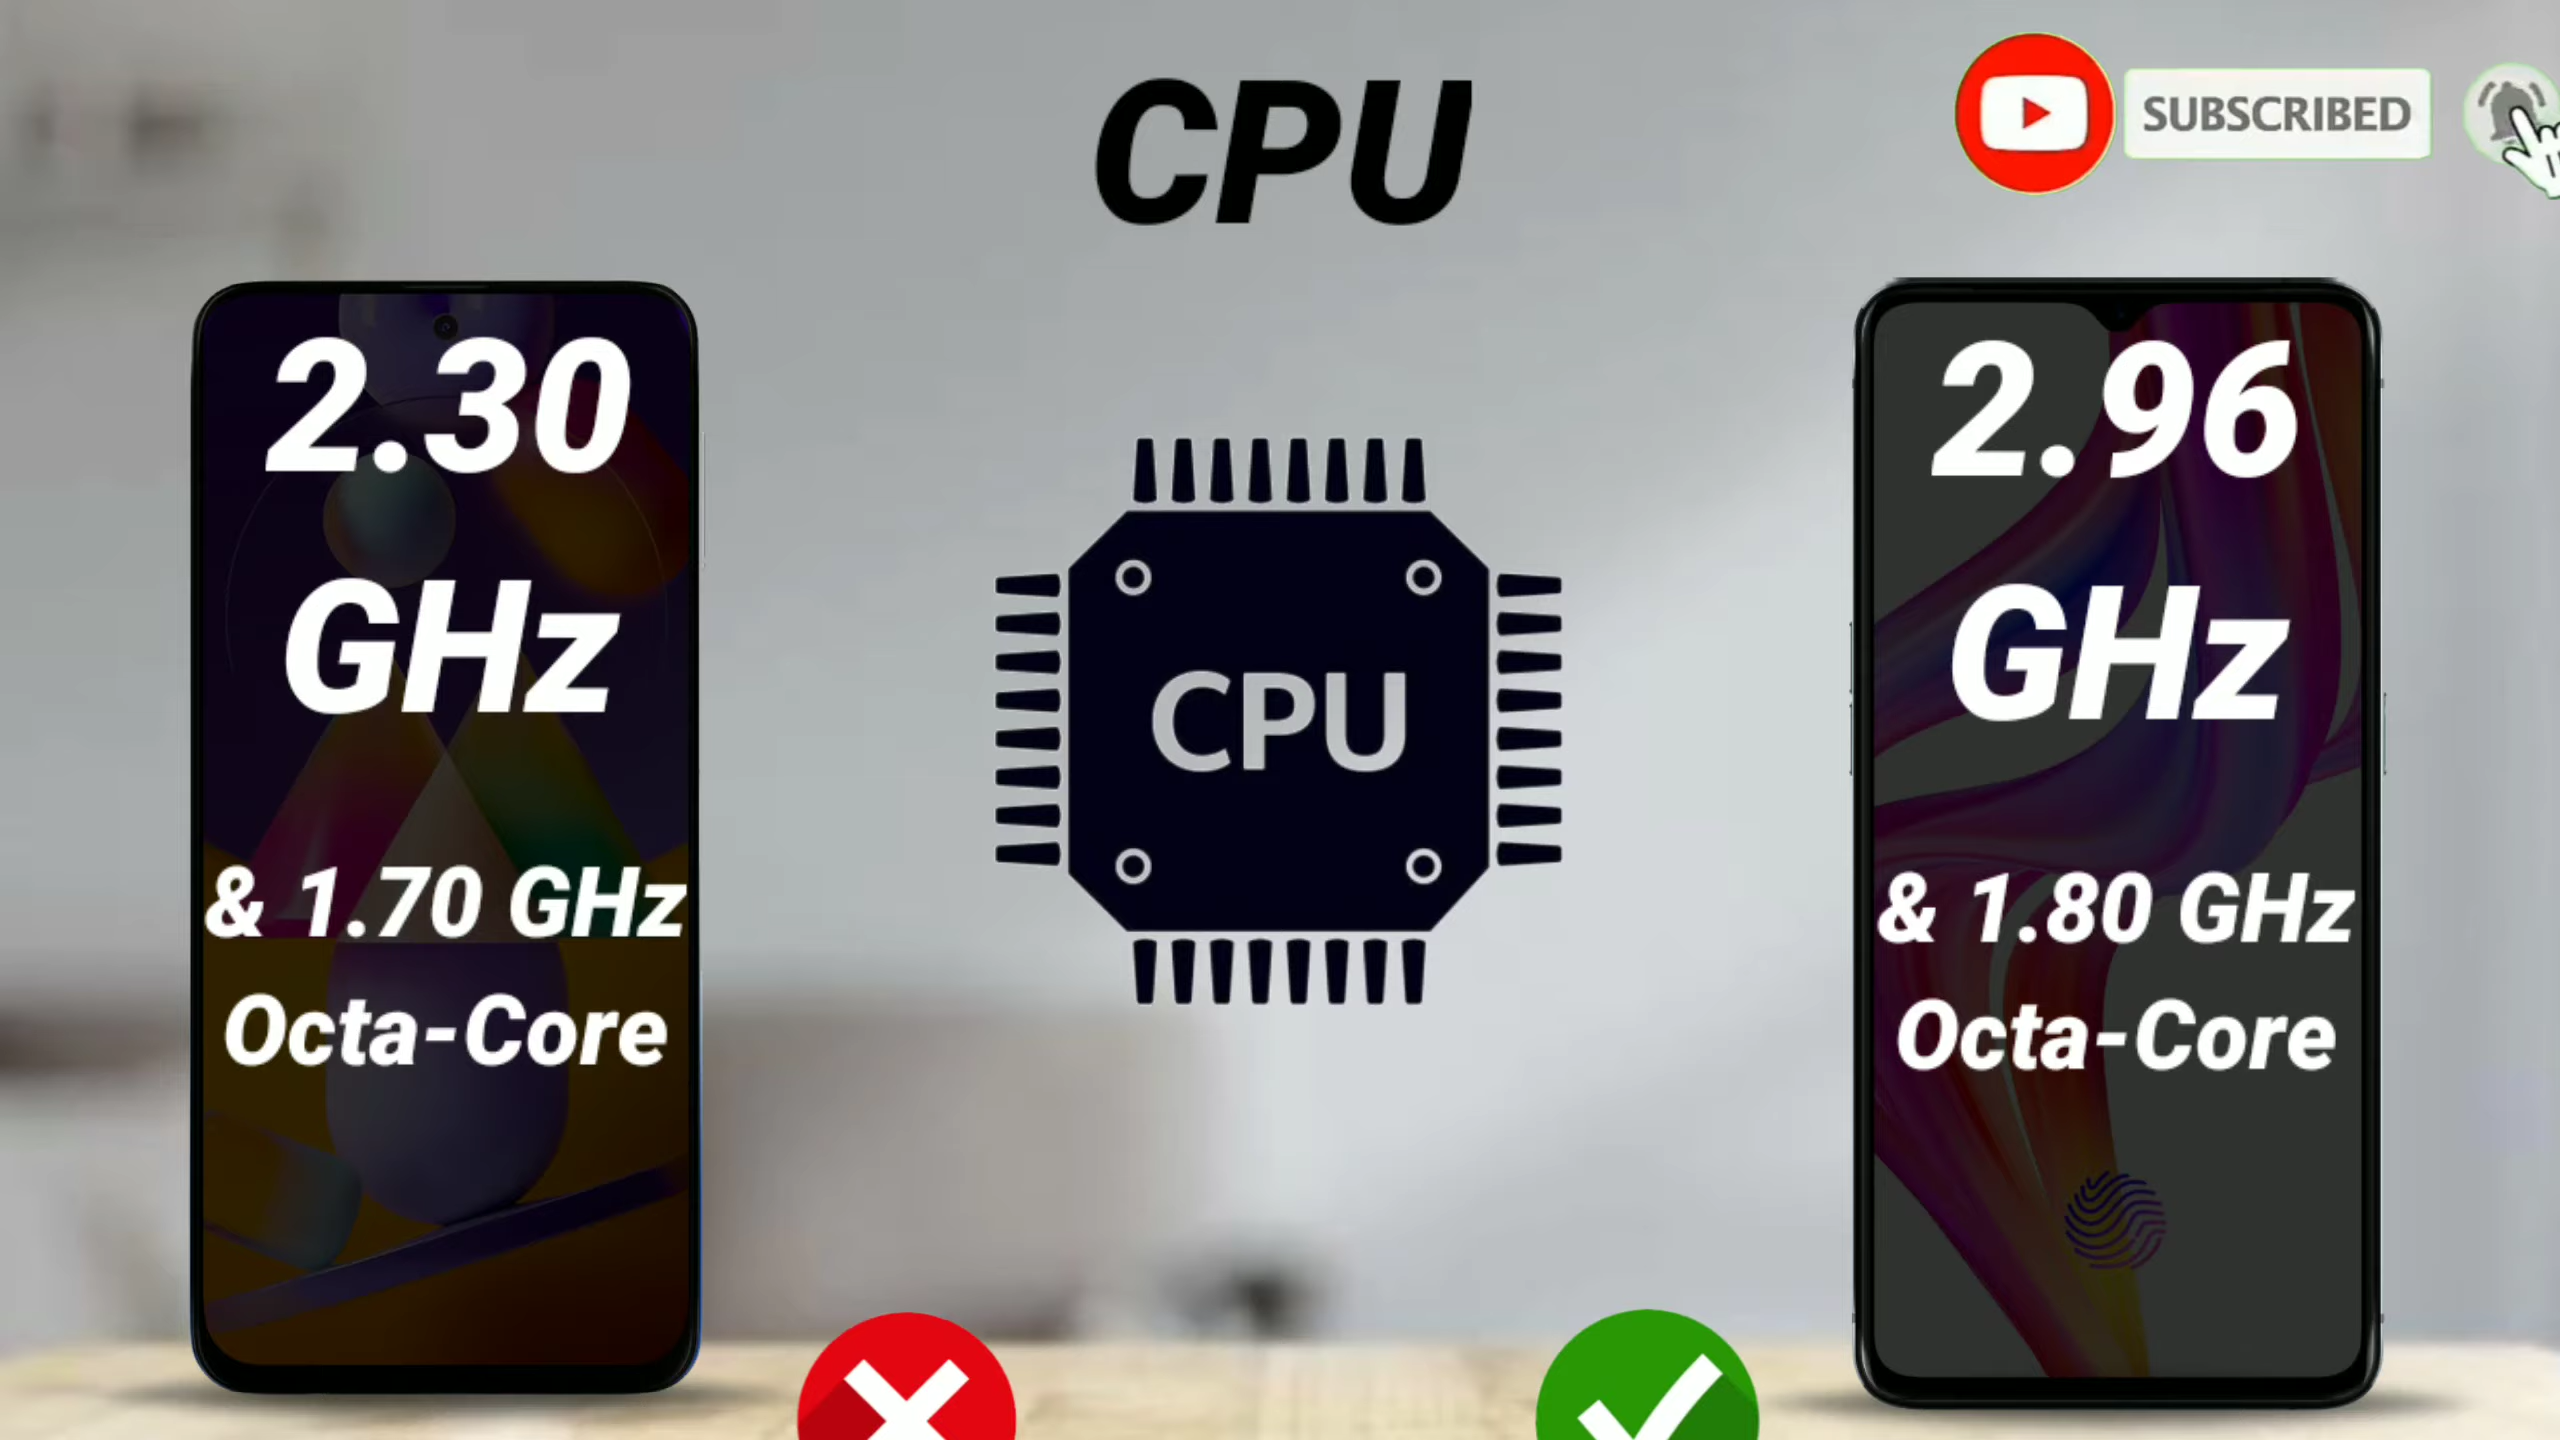 CPU
SUBSCRIBED
2.30
GHz
& 1.70 GHz
Octa-Core
CPU
2.96
GHz
& 1.80 GHz
Octa-Core